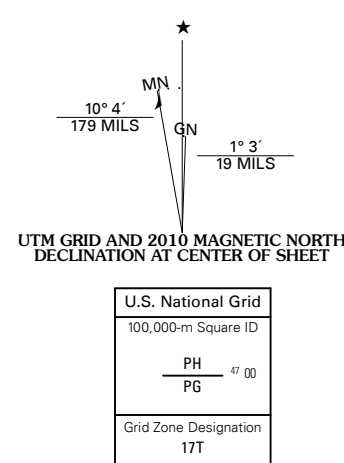 ★
MN
10° 4´
179 MILS
GN
1° 3´
19 MILS
UTM GRID AND 2010 MAGNETIC NORTH
DECLINATION AT CENTER OF SHEET
U.S. National Grid
100,000-m Square ID
PH
47 00
PG
Grid Zone Designation
17T